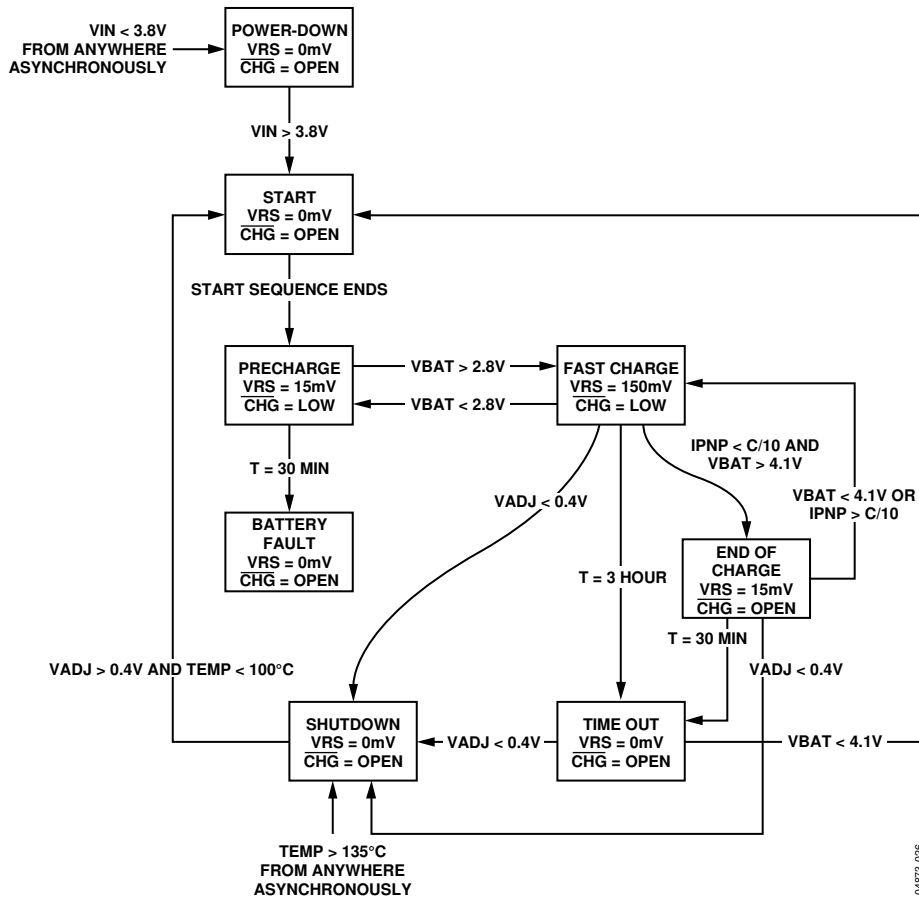 VIN < 3.8V
FROM ANYWHERE
ASYNCHRONOUSLY
POWER-DOWN
VRS = 0mV
CHG = OPEN
VIN > 3.8V
START
VRS = 0mV
CHG = OPEN
START SEQUENCE ENDS
PRECHARGE
VRS = 15mV
CHG = LOW
VBAT > 2.8V
VBAT < 2.8V
FAST CHARGE
VRS = 150mV
CHG = LOW
T = 30 MIN
BATTERY
FAULT
VRS = 0mV
CHG = OPEN
VADJ < 0.4V
IPNP < C/10 AND
VBAT > 4.1V
VBAT < 4.1V OR
IPNP > C/10
T = 3 HOUR
END OF
CHARGE
VRS = 15mV
CHG = OPEN
T = 30 MIN
VADJ < 0.4V
VADJ > 0.4V AND TEMP < 100°C
SHUTDOWN
VRS = 0mV
CHG = OPEN
VADJ < 0.4V
TIME OUT
VRS = 0mV
CHG = OPEN
VBAT < 4.1V
TEMP > 135°C
FROM ANYWHERE
ASYNCHRONOUSLY